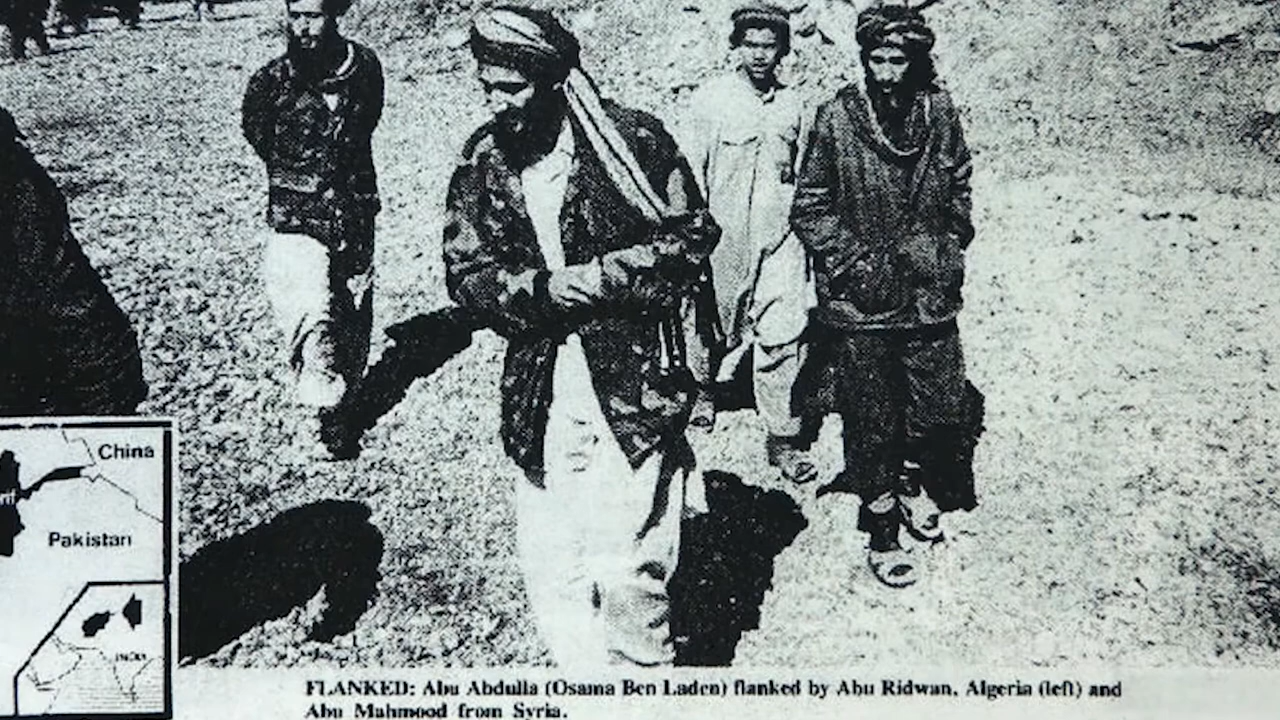 China
Pakistan
INDIA
FLANKED: Abu Abdulla (Osama Ben Laden) flanked by Abu Ridwan, Algeria (left) and
Abu Mahmood from Syria.